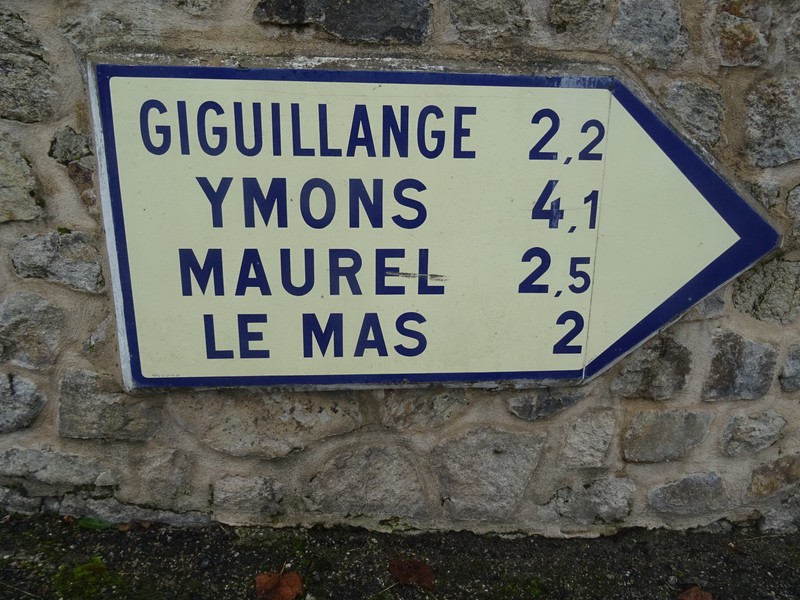 GIGUILLANGE 2,2
YMONS 4,1
MAUREL 2,5
LE MAS 2